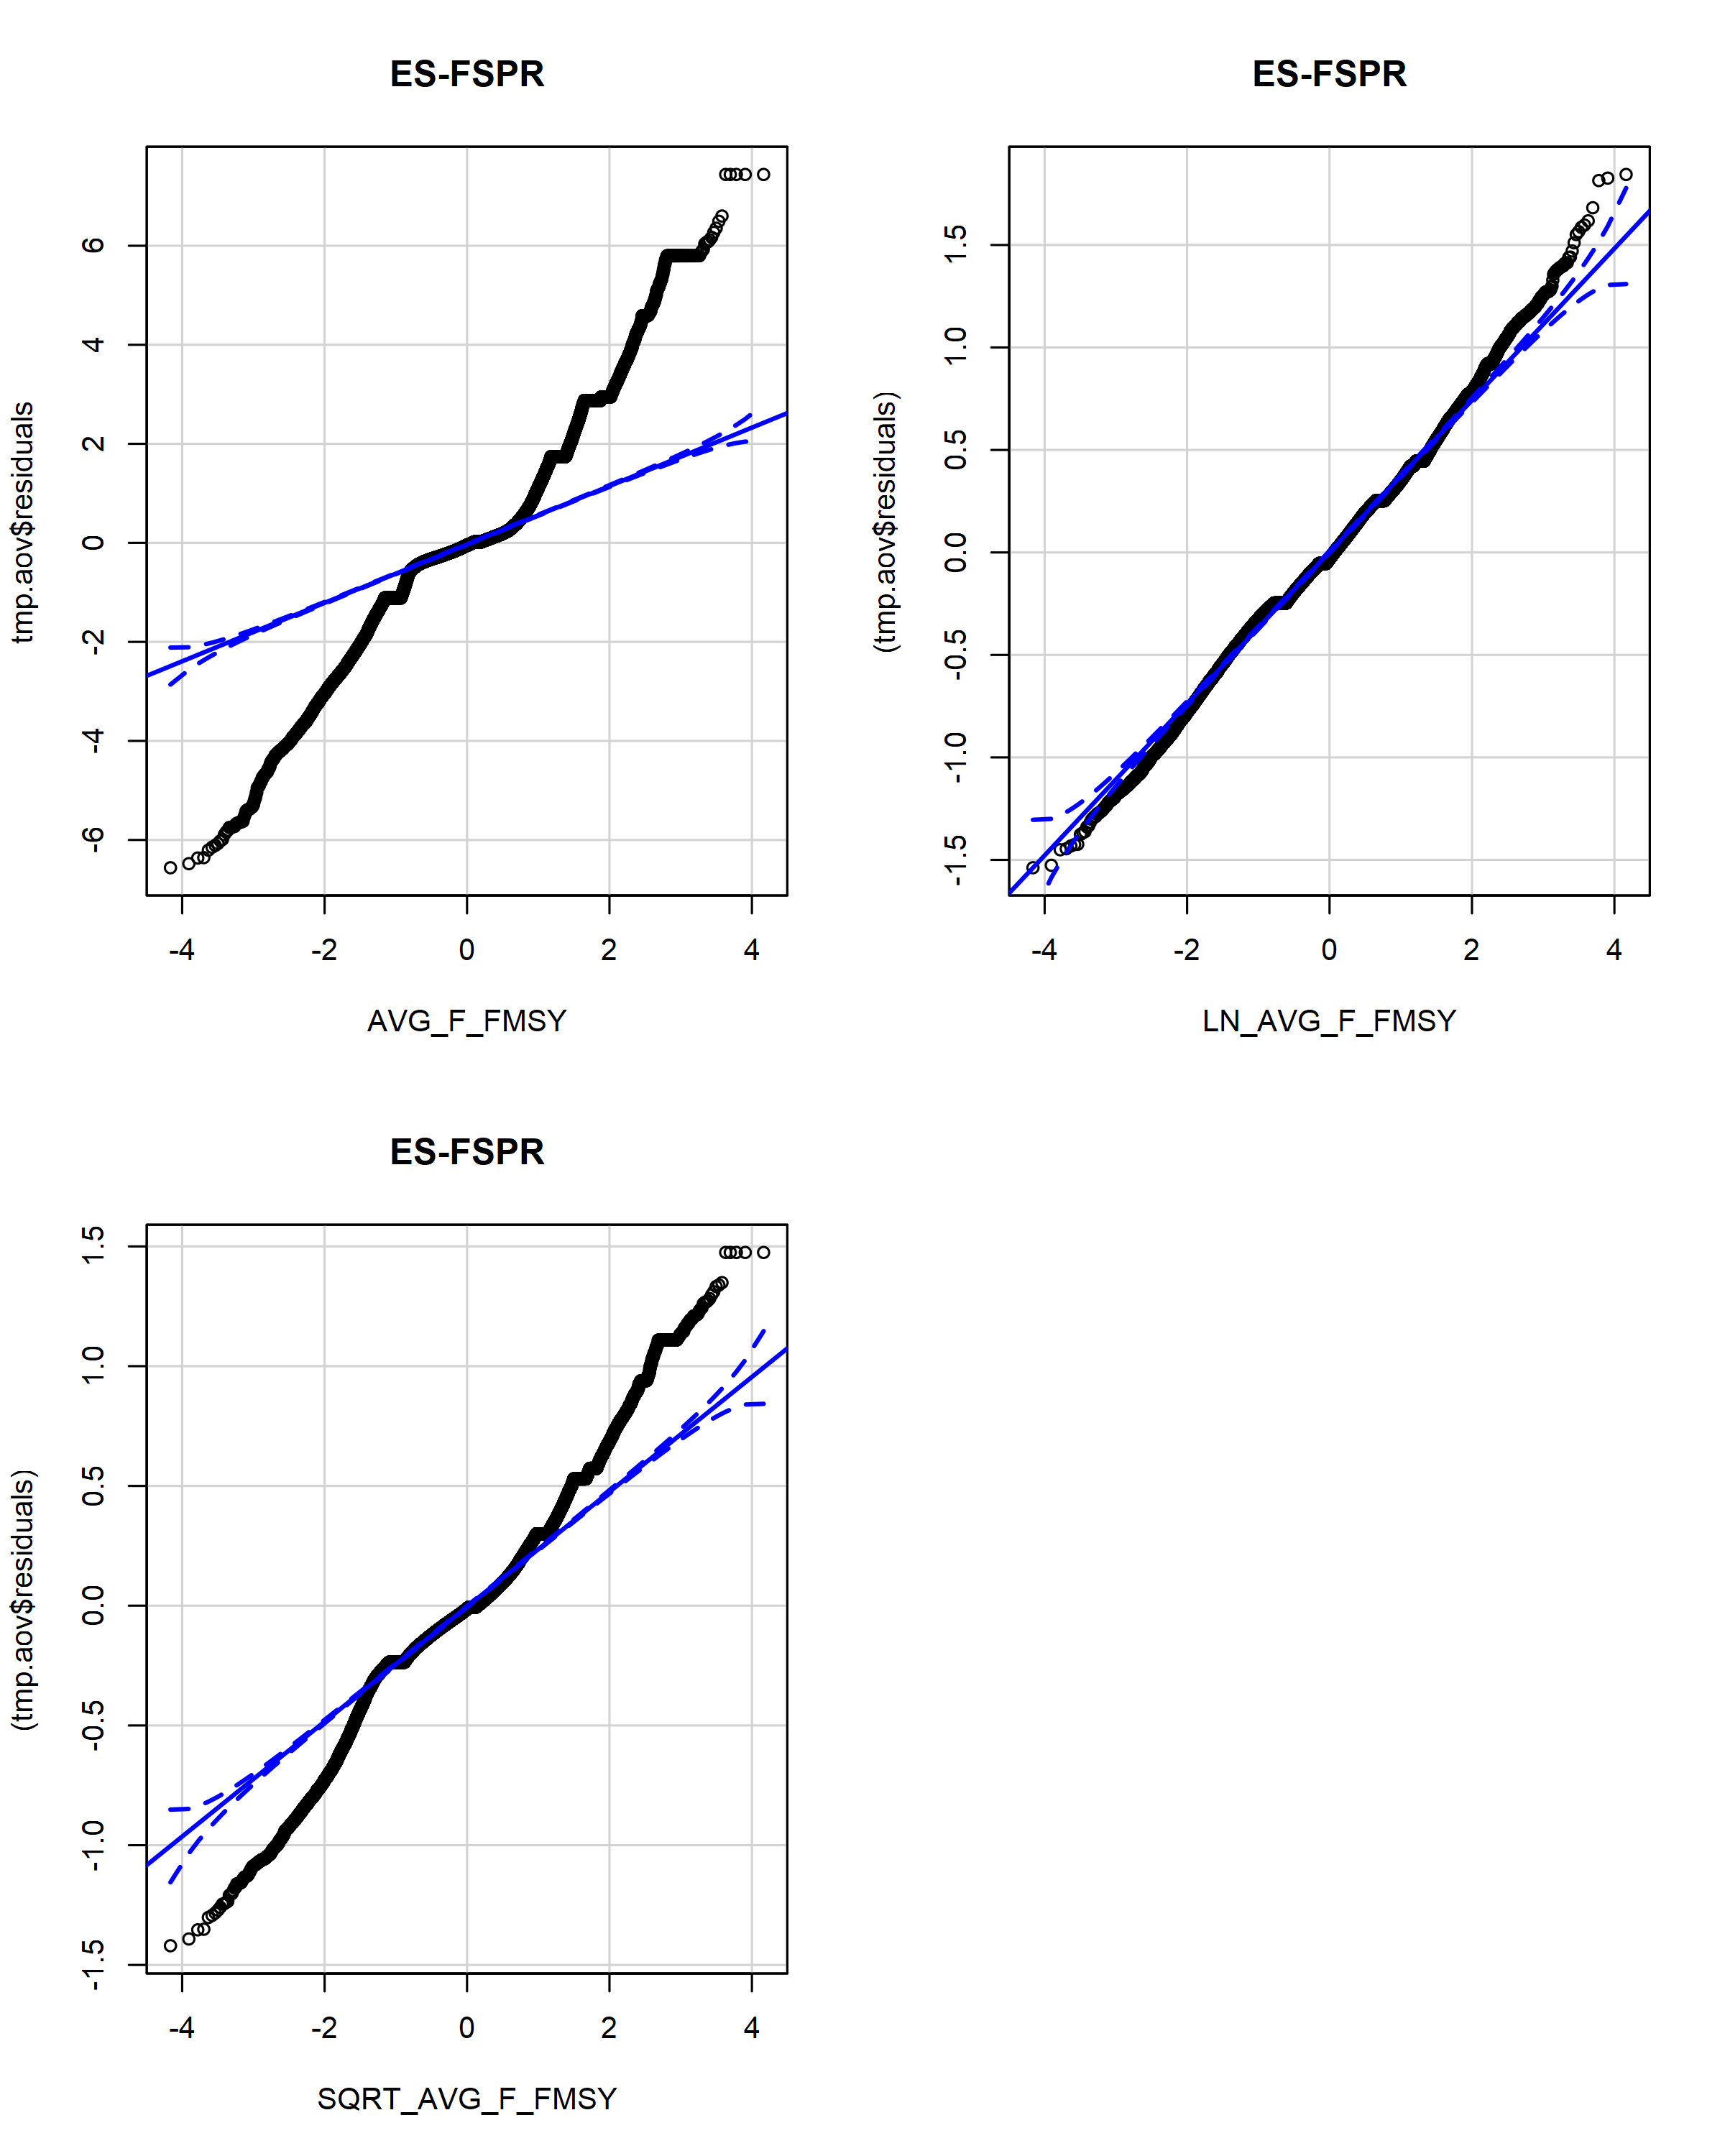 ES-FSPR
tmp.aov$residuals
6
4
2
0
-2
-4
-6
-4 -2 0 2 4
AVG_F_FMSY
ES-FSPR
(tmp.aov$residuals)
1.5
1.0
0.5
0.0
-0.5
-1.0
-1.5
-4 -2 0 2 4
LN_AVG_F_FMSY
ES-FSPR
(tmp.aov$residuals)
1.5
1.0
0.5
0.0
-0.5
-1.0
-1.5
-4 -2 0 2 4
SQRT_AVG_F_FMSY